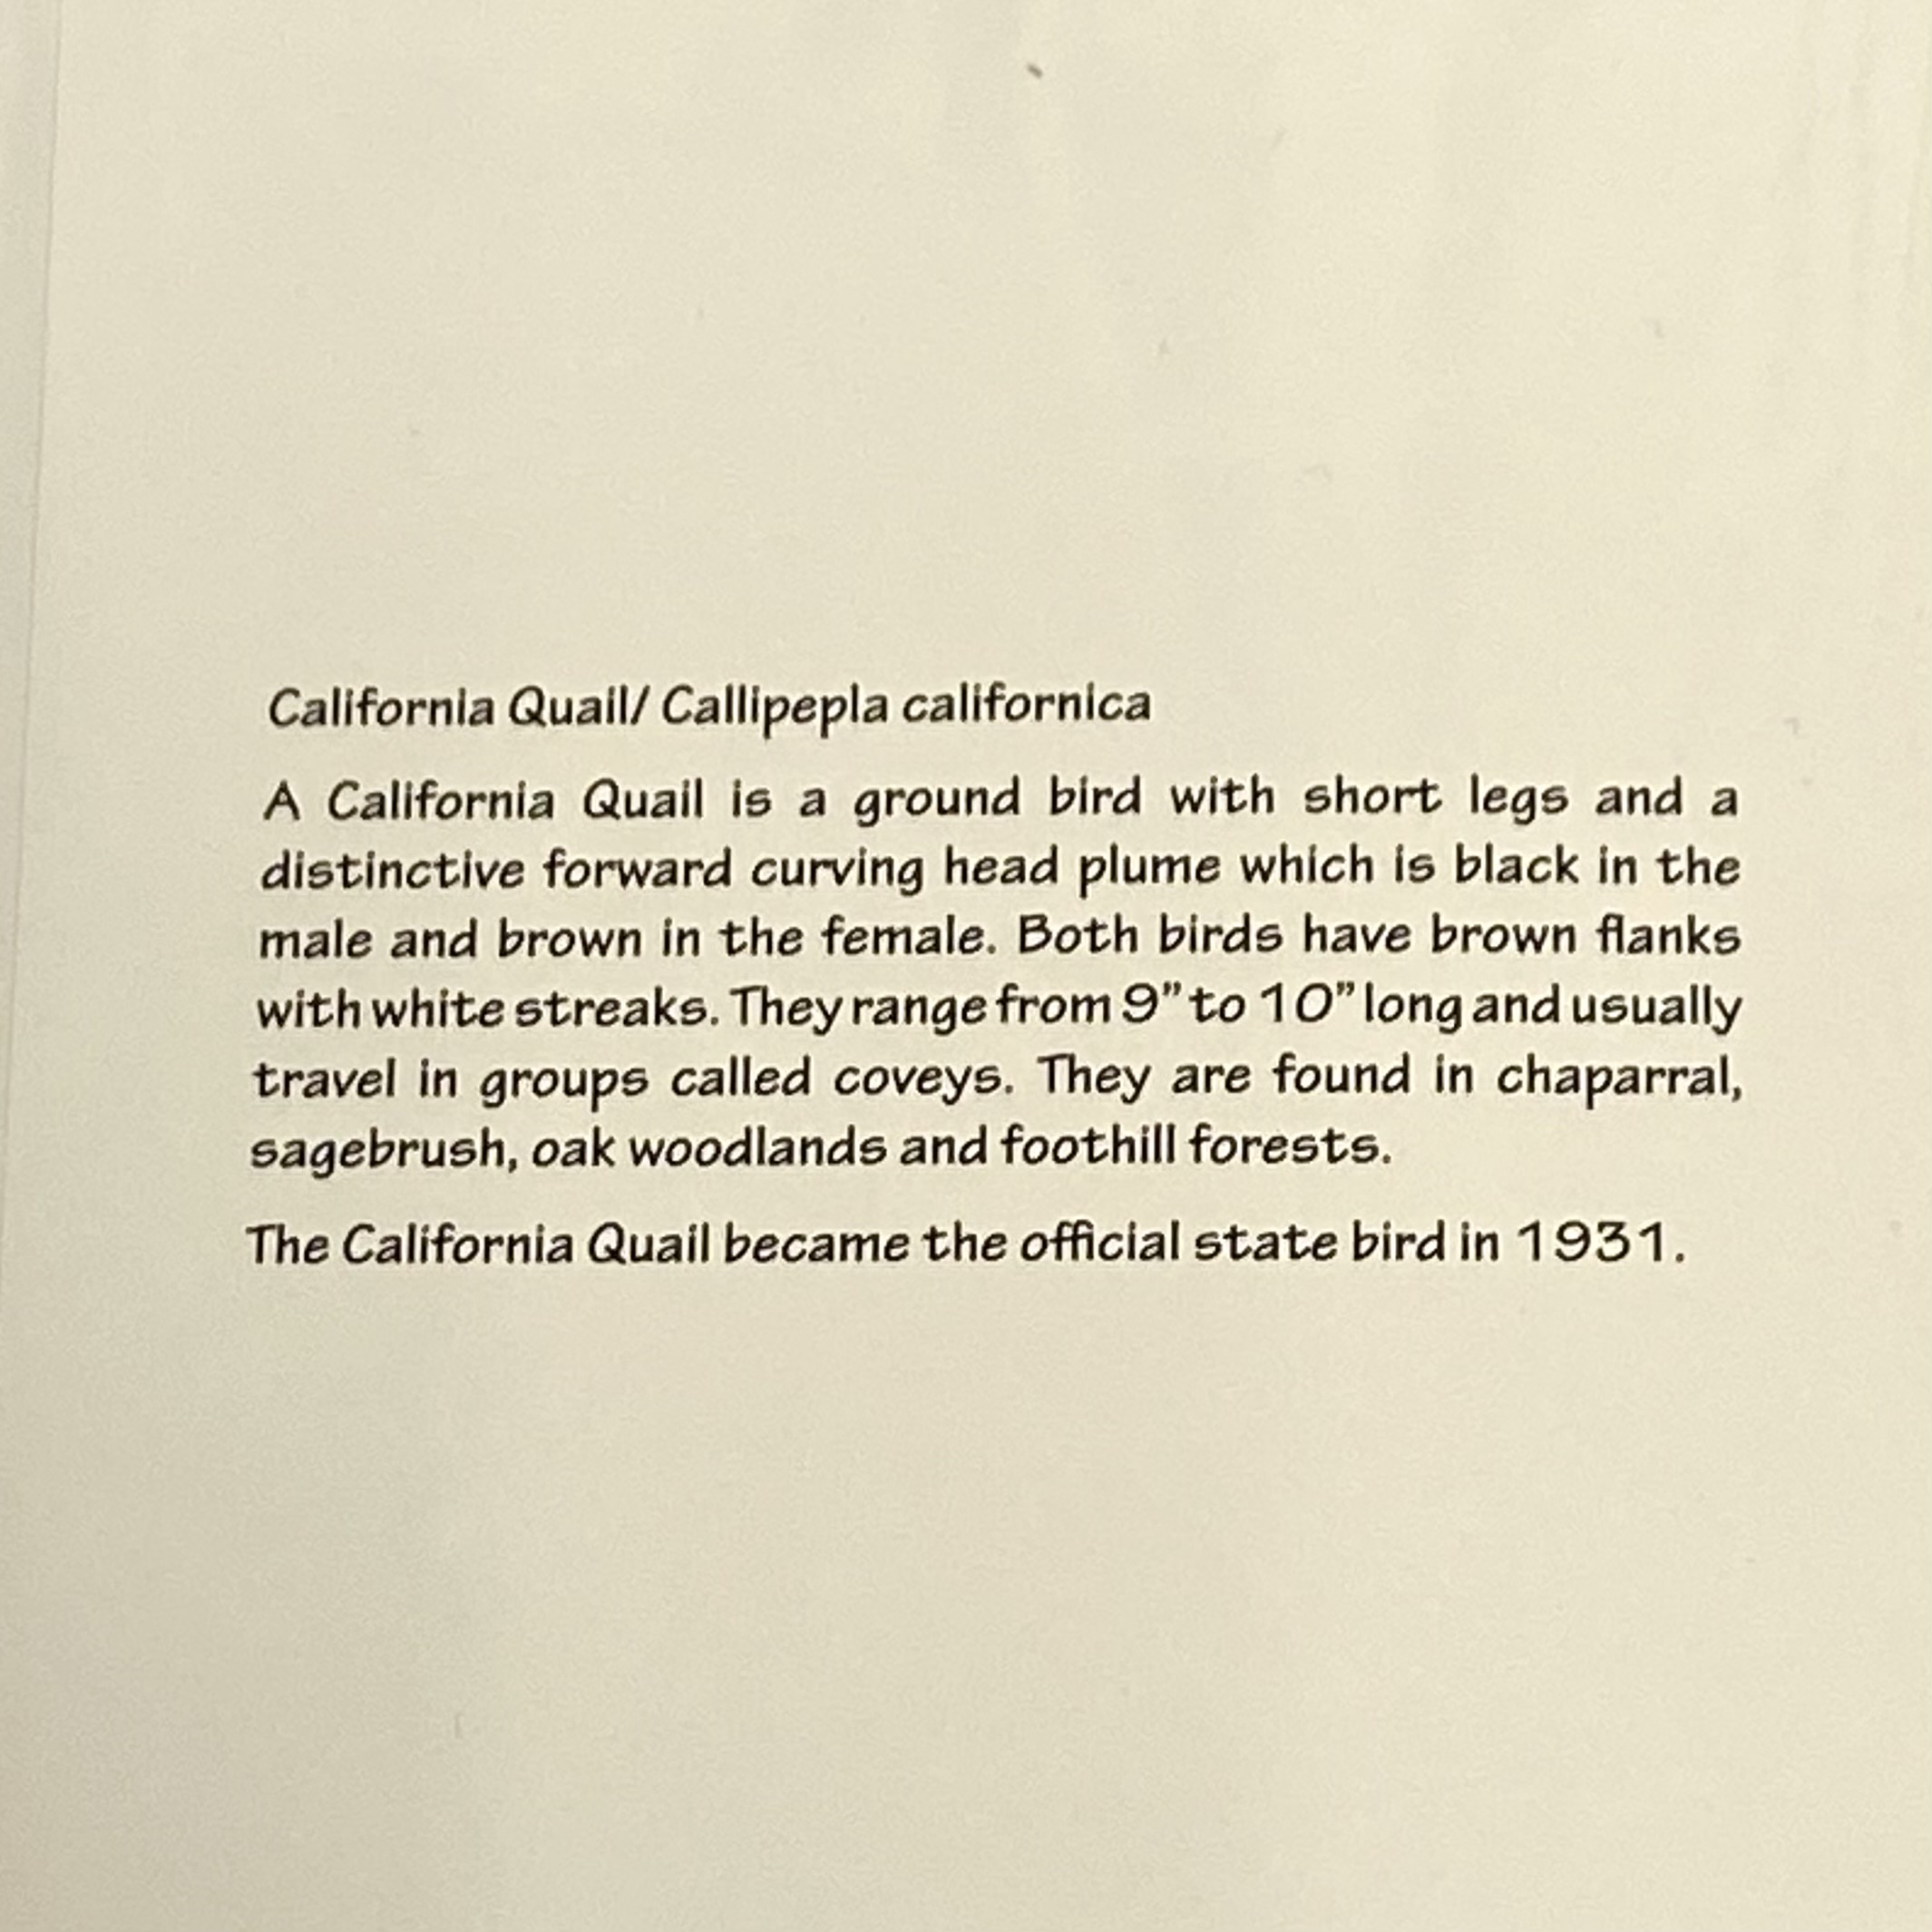 California Quail/ Callipepla californica
A California Quail is a ground bird with short legs and a
distinctive forward curving head plume which is black in the
male and brown in the female. Both birds have brown flanks
with white streaks. They range from 9” to 10” long and usually
travel in groups called coveys. They are found in chaparral,
sagebrush, oak woodlands and foothill forests.
The California Quail became the official state bird in 1931.